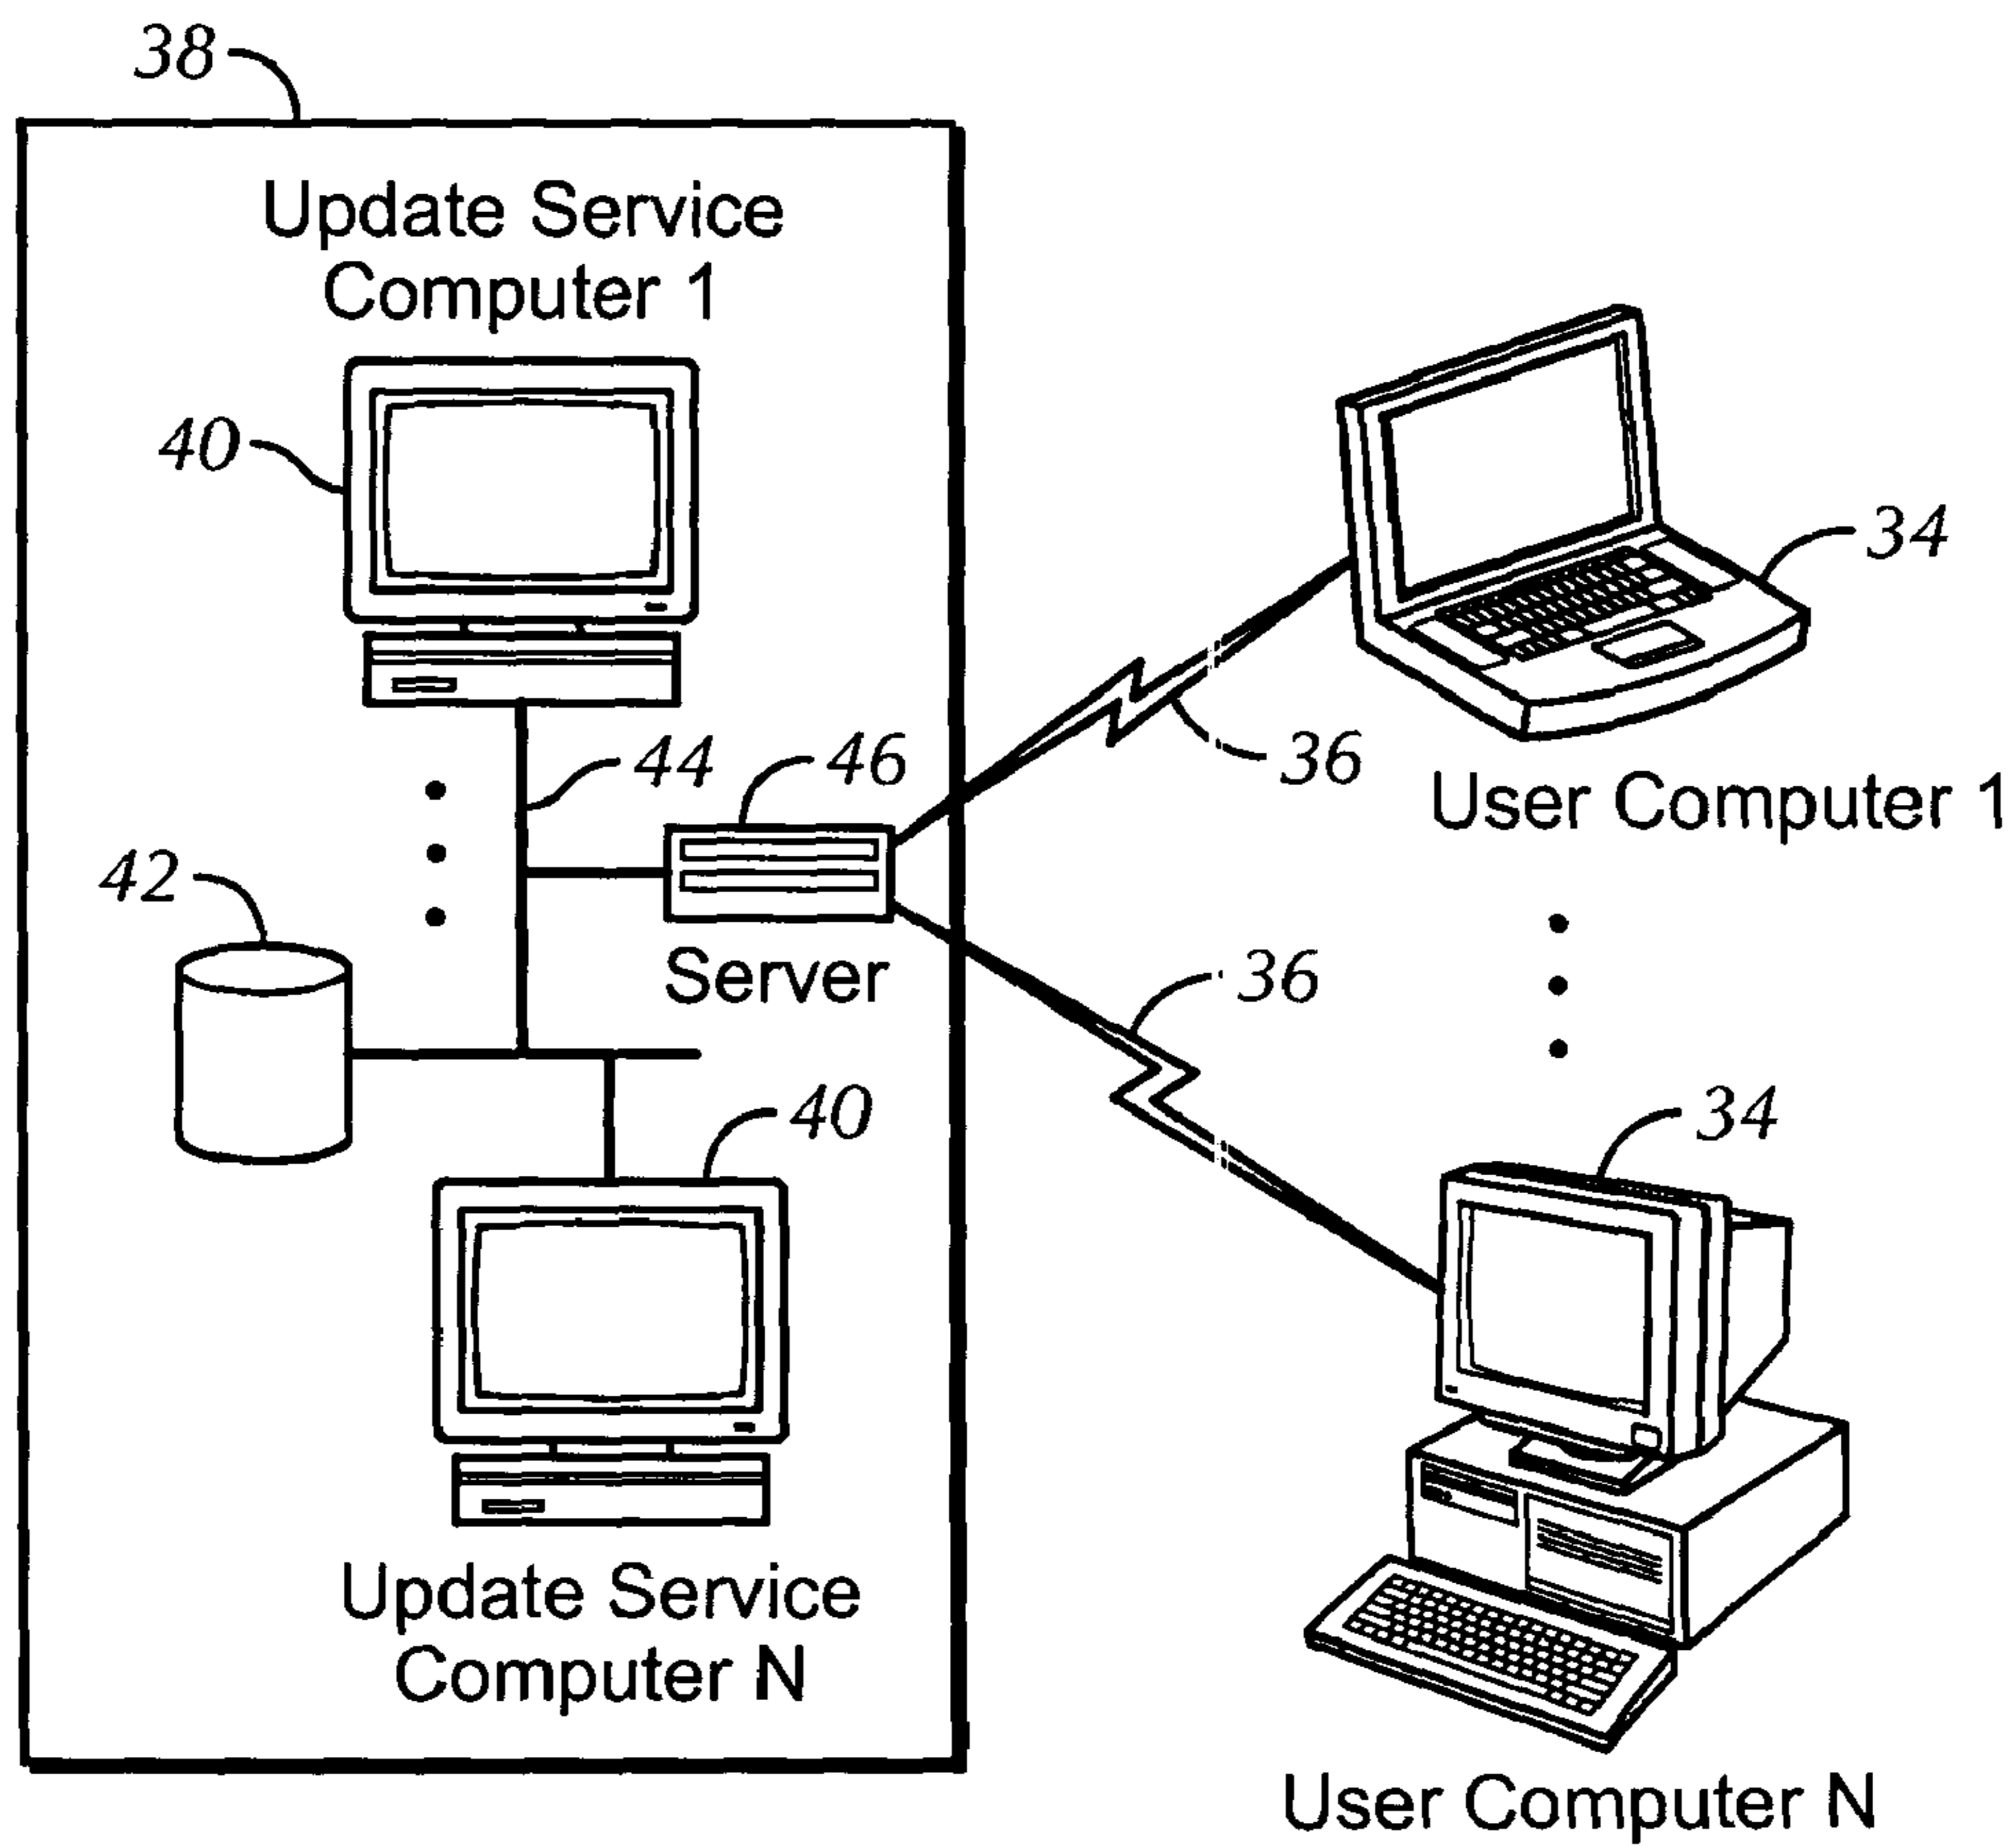 38
Update Service
Computer 1
40
34
44
46
36
User Computer 1
42
Server
36
40
34
Update Service
Computer N
User Computer N